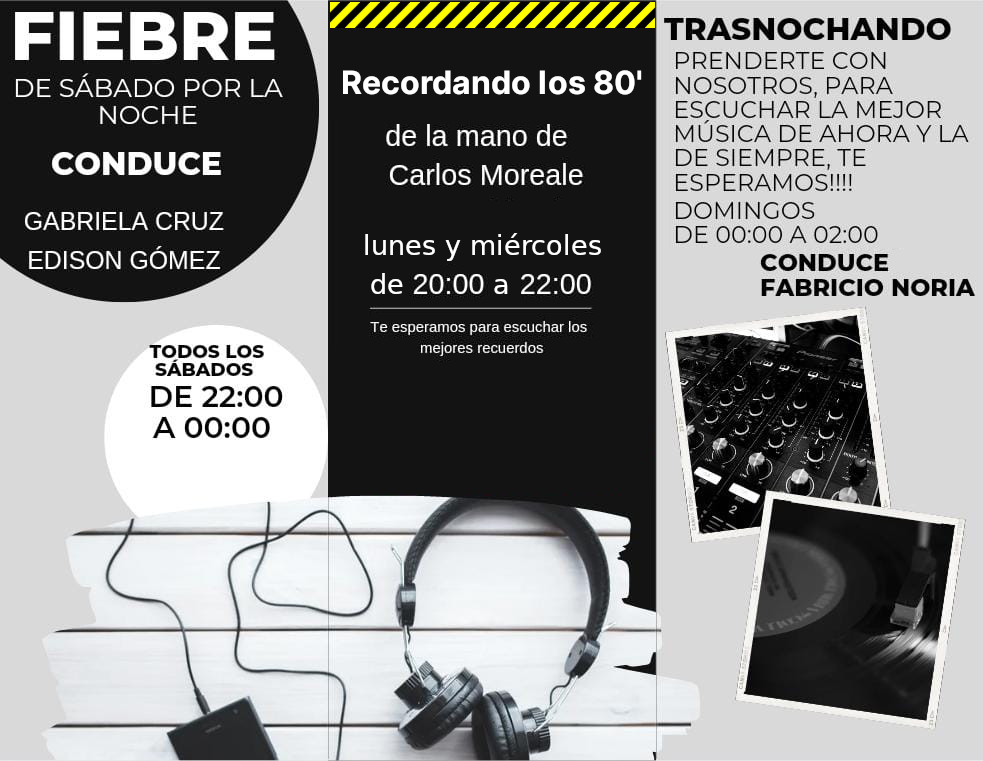 FIEBRE
DE SÁBADO POR LA
NOCHE
CONDUCE
GABRIELA CRUZ
EDISON GÓMEZ
TODOS LOS
SÁBADOS
DE 22:00
A 00:00
Recordando los 80'
de la mano de
Carlos Moreale
lunes y miércoles
de 20:00 a 22:00
Te esperamos para escuchar los
mejores recuerdos
TRASNOCHANDO
PRENDERTE CON
NOSOTROS, PARA
ESCUCHAR LA MEJOR
MÚSICA DE AHORA Y LA
DE SIEMPRE, TE
ESPERAMOS!!!!
DOMINGOS
DE 00:00 A 02:00
CONDUCE
FABRICIO NORIA
Pioneer
2
NOKIA